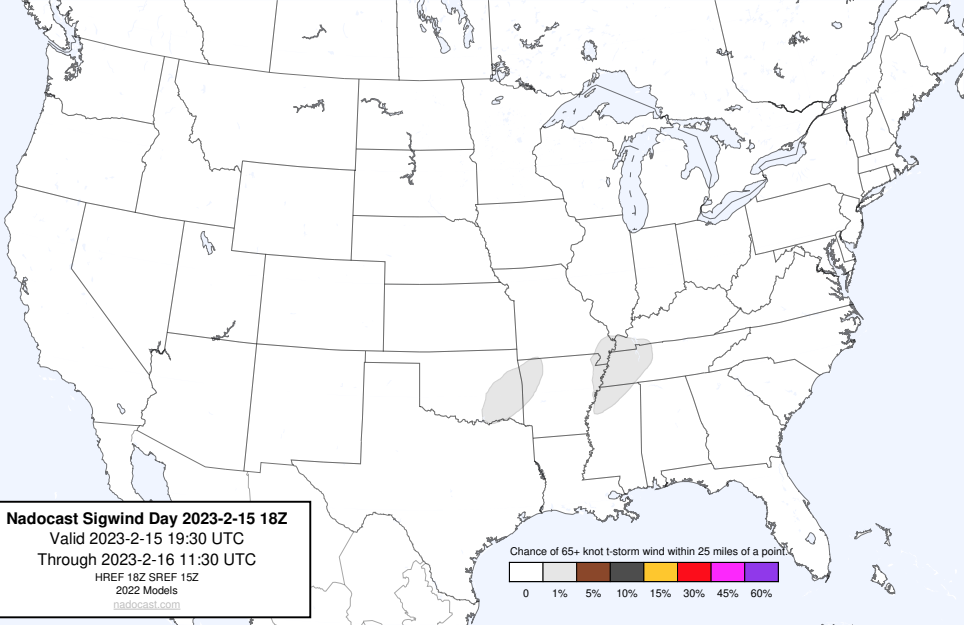 Nadocast Sigwind Day 2023-2-15 18Z
Valid 2023-2-15 19:30 UTC
Through 2023-2-16 11:30 UTC
HREF 18Z SREF 15Z
2022 Models
nadocast.com
Chance of 65+ knot t-storm wind within 25 miles of a point.
0 1% 5% 10% 15% 30% 45% 60%